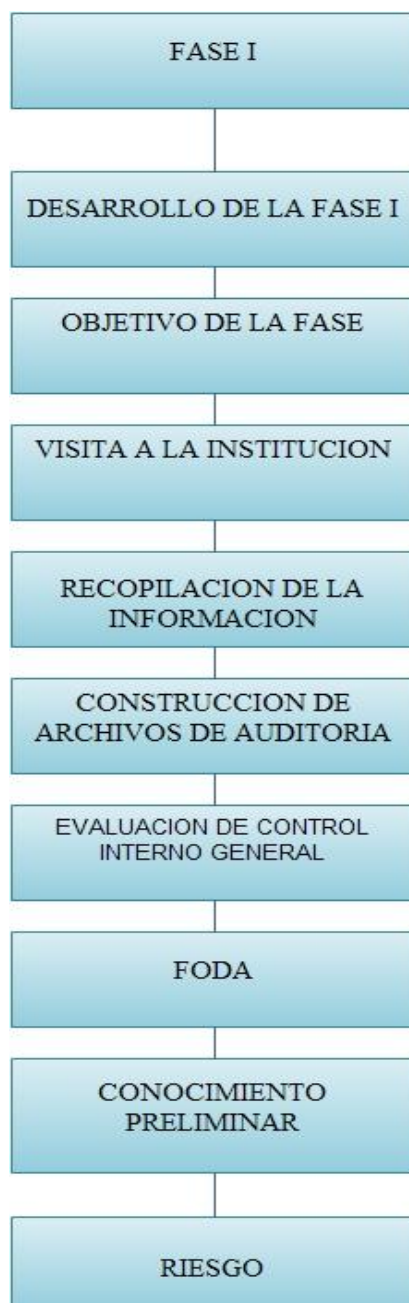 FASE I
DESARROLLO DE LA FASE I
OBJETIVO DE LA FASE
VISITA A LA INSTITUCION
RECOPILACION DE LA
INFORMACION
CONSTRUCCION DE
ARCHIVOS DE AUDITORIA
EVALUACION DE CONTROL
INTERNO GENERAL
FODA
CONOCIMIENTO
PRELIMINAR
RIESGO